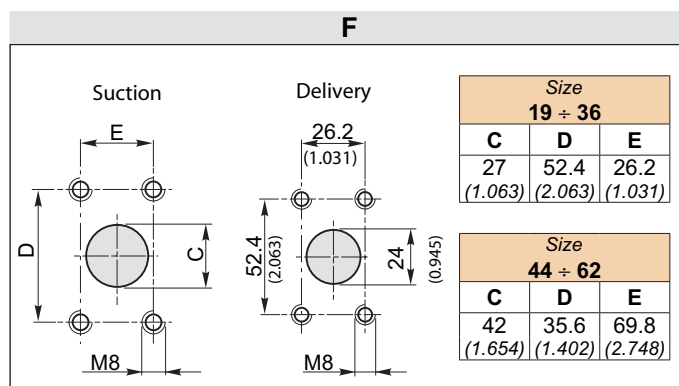 F
Suction
Delivery
E
26.2
(1.031)
D
C
52.4
(2.063)
24
(0.945)
M8
M8
Size
19 ÷ 36
C D E
27 52.4 26.2
(1.063) (2.063) (1.031)
Size
44 ÷ 62
C D E
42 35.6 69.8
(1.654) (1.402) (2.748)